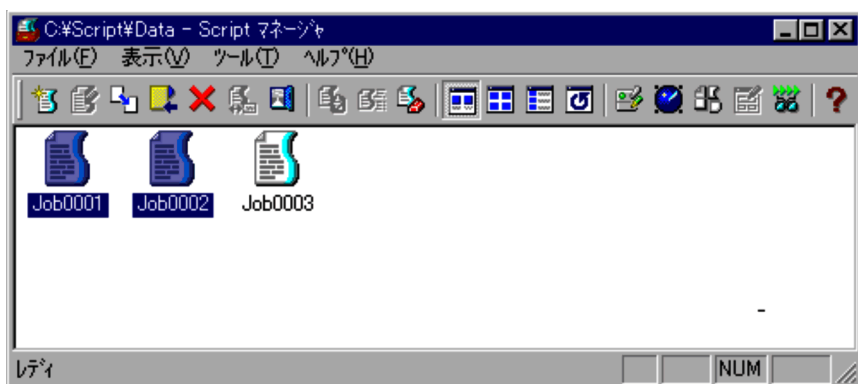 C:¥Script¥Data - Script ﾏﾈｰｼﾞｬ
ﾌｧｲﾙ(F) 表示(V) ﾂｰﾙ(T) ﾍﾙﾌﾟ(H)
Job0001 Job0002 Job0003
ﾚﾃﾞｨ NUM